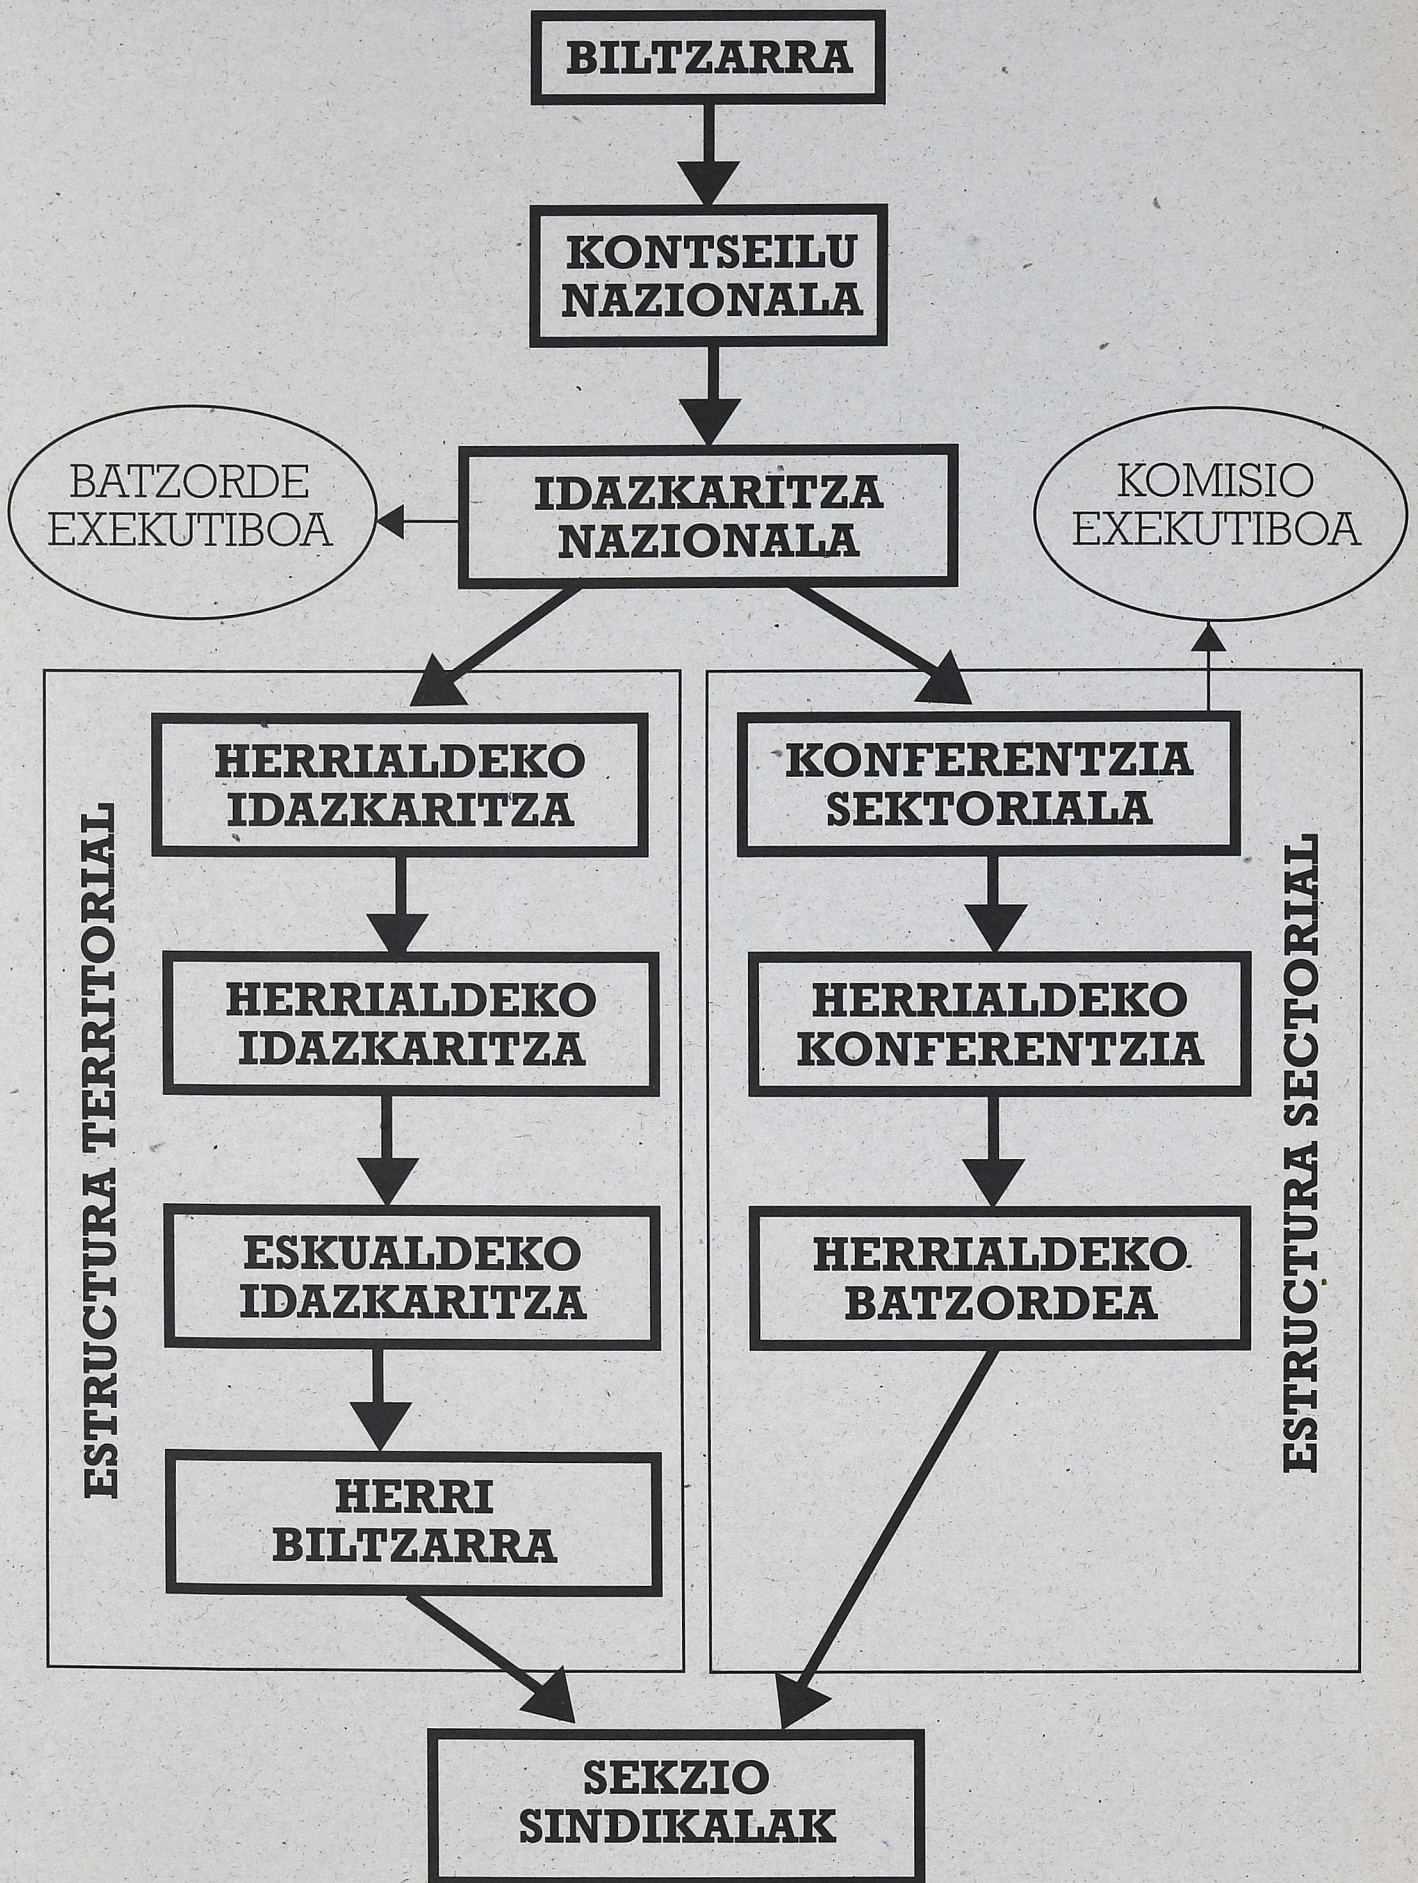 BILTZARRA
KONTSEILU
NAZIONALA
BATZORDE
EXEKUTIBOA
IDAZKARITZA
NAZIONALA
KOMISIO
EXEKUTIBOA
ESTRUCTURA TERRITORIAL
HERRIALDEKO
IDAZKARITZA
HERRIALDEKO
IDAZKARITZA
ESKUALDEKO
IDAZKARITZA
HERRI
BILTZARRA
KONFERENTZIA
SEKTORIALA
HERRIALDEKO
KONFERENTZIA
HERRIALDEKO
BATZORDEA
ESTRUCTURA SECTORIAL
SEKZIO
SINDIKALAK